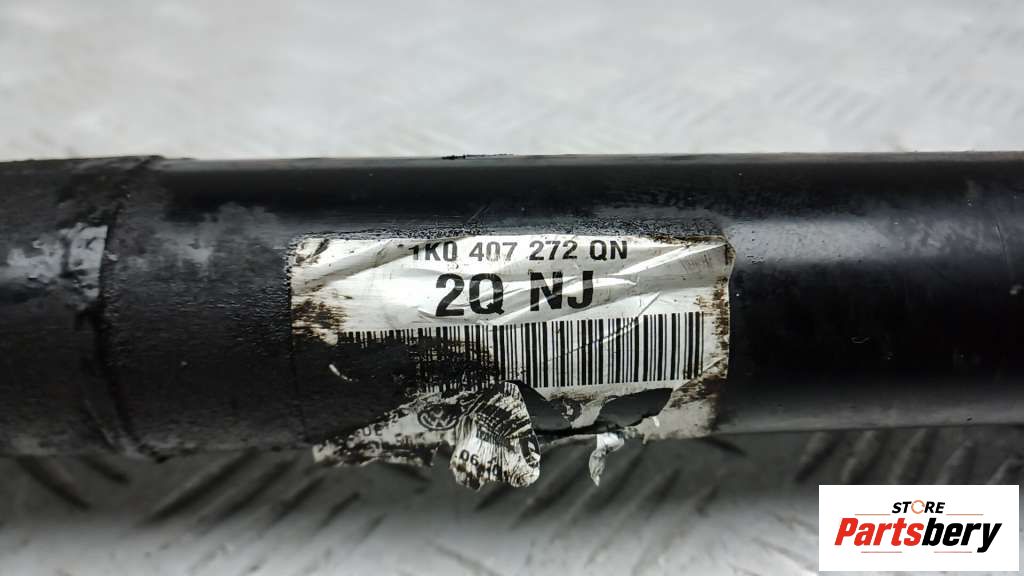 1K0 407 272 QN
2Q NJ
STORE
Partsbery